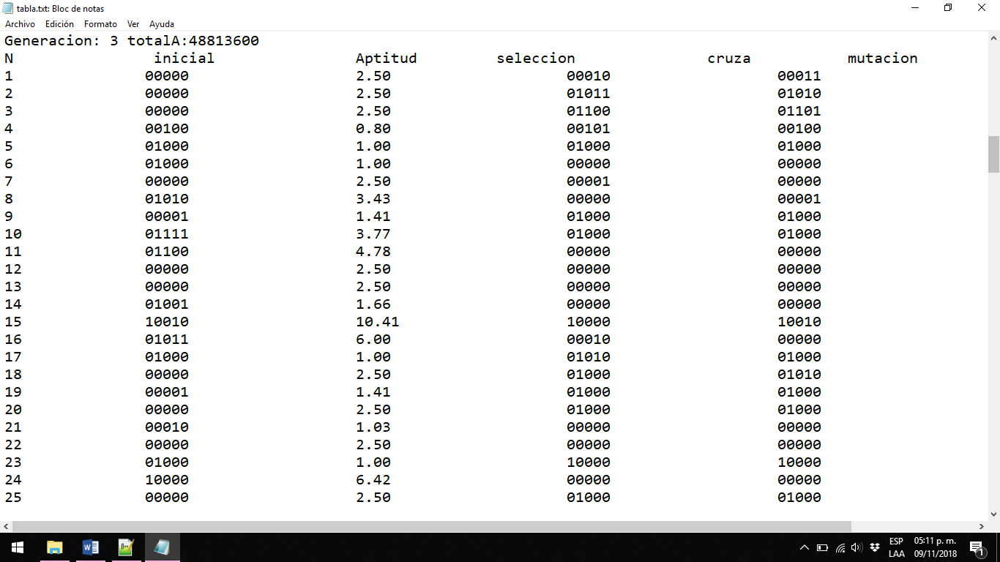 tabla.txt: Bloc de notas
Archivo Edición Formato Ver Ayuda
Generacion: 3 totalA:48813600
N inicial Aptitud seleccion cruza mutacion
1 00000 2.50 00010 00011
2 00000 2.50 01011 01010
3 00000 2.50 01100 01101
4 00100 0.80 00101 00100
5 01000 1.00 01000 01000
6 01000 1.00 00000 00000
7 00000 2.50 00001 00000
8 01010 3.43 00000 00001
9 00001 1.41 01000 01000
10 01111 3.77 01000 01000
11 01100 4.78 00000 00000
12 00000 2.50 00000 00000
13 00000 2.50 00000 00000
14 01001 1.66 00000 00000
15 10010 10.41 10000 10010
16 01011 6.00 00010 00000
17 01000 1.00 01010 01000
18 00000 2.50 01000 01010
19 00001 1.41 01000 01000
20 00000 2.50 01000 01000
21 00010 1.03 00000 00000
22 00000 2.50 00000 00000
23 01000 1.00 10000 10000
24 10000 6.42 00000 00000
25 00000 2.50 01000 01000
ESP 05:11 p. m.
LAA 09/11/2018 1